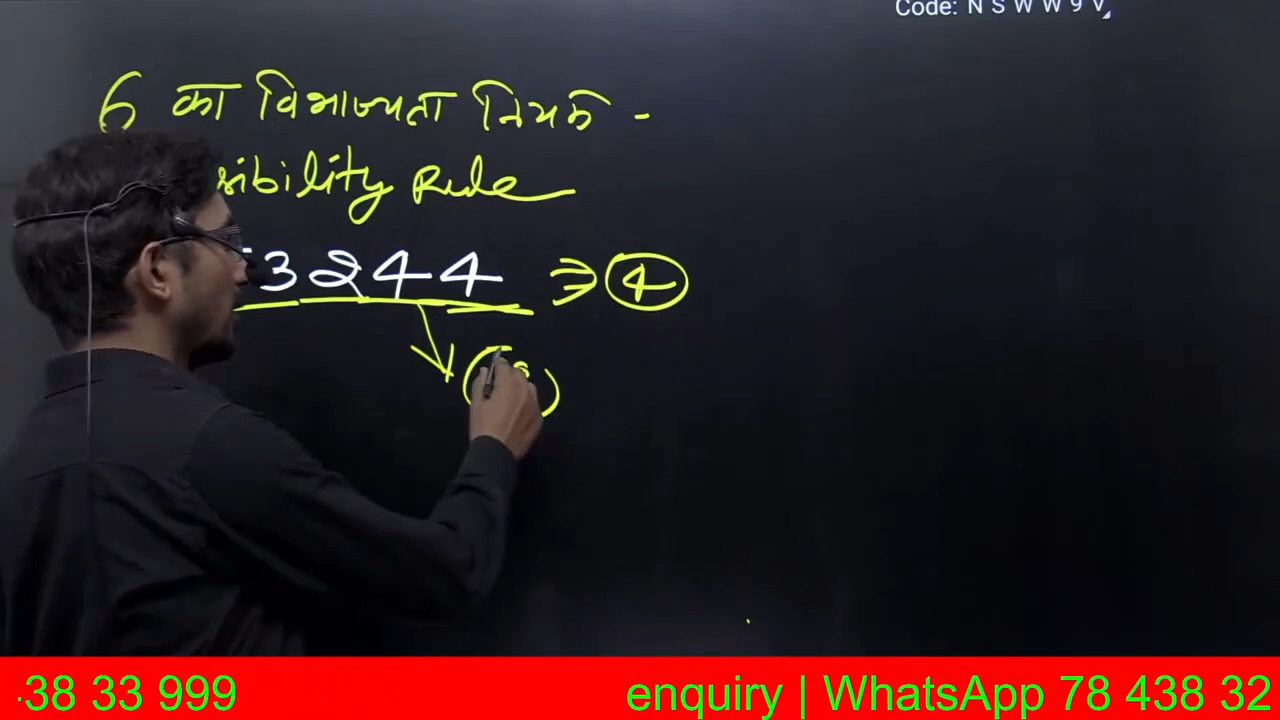 Code: N S W W 9 V
6 का विभाज्यता नियम -
sibility Rule
3244 ⇒ 4
38 33 999 enquiry | WhatsApp 78 438 32